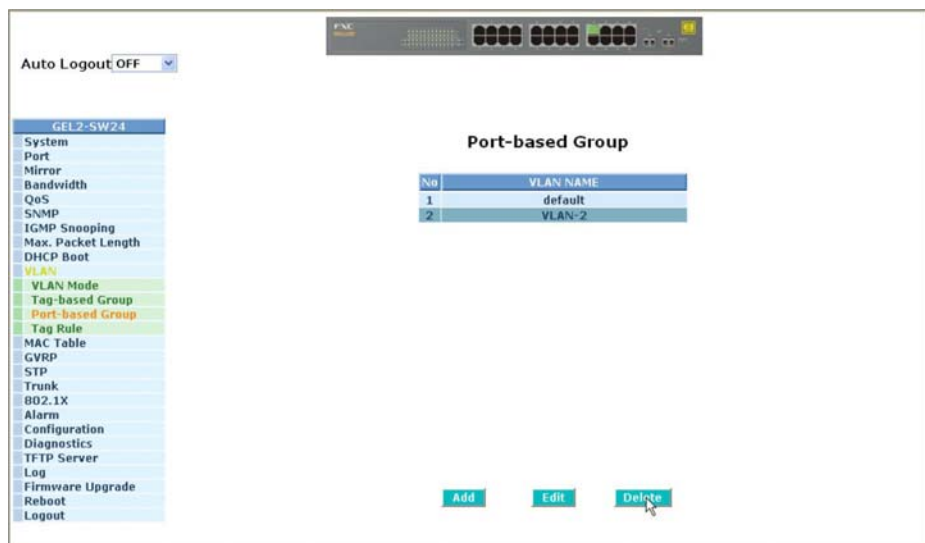 FXC
Auto Logout OFF
GEL2-SW24
System
Port
Mirror
Bandwidth
QoS
SNMP
IGMP Snooping
Max. Packet Length
DHCP Boot
VLAN
VLAN Mode
Tag-based Group
Port-based Group
Tag Rule
MAC Table
GVRP
STP
Trunk
802.1X
Alarm
Configuration
Diagnostics
TFTP Server
Log
Firmware Upgrade
Reboot
Logout
Port-based Group
No VLAN NAME
1 default
2 VLAN-2
Add Edit Delete